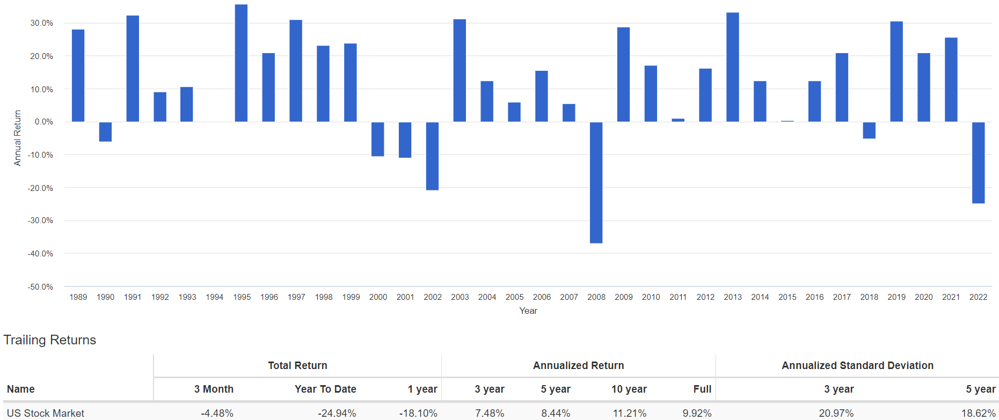 30.0%
20.0%
10.0%
0.0%
-10.0%
-20.0%
-30.0%
-40.0%
-50.0%
Annual Return
1989 1990 1991 1992 1993 1994 1995 1996 1997 1998 1999 2000 2001 2002 2003 2004 2005 2006 2007 2008 2009 2010 2011 2012 2013 2014 2015 2016 2017 2018 2019 2020 2021 2022
Year
Trailing Returns
Total Return Annualized Return Annualized Standard Deviation
Name 3 Month Year To Date 1 year 3 year 5 year 10 year Full 3 year 5 year
US Stock Market -4.48% -24.94% -18.10% 7.48% 8.44% 11.21% 9.92% 20.97% 18.62%